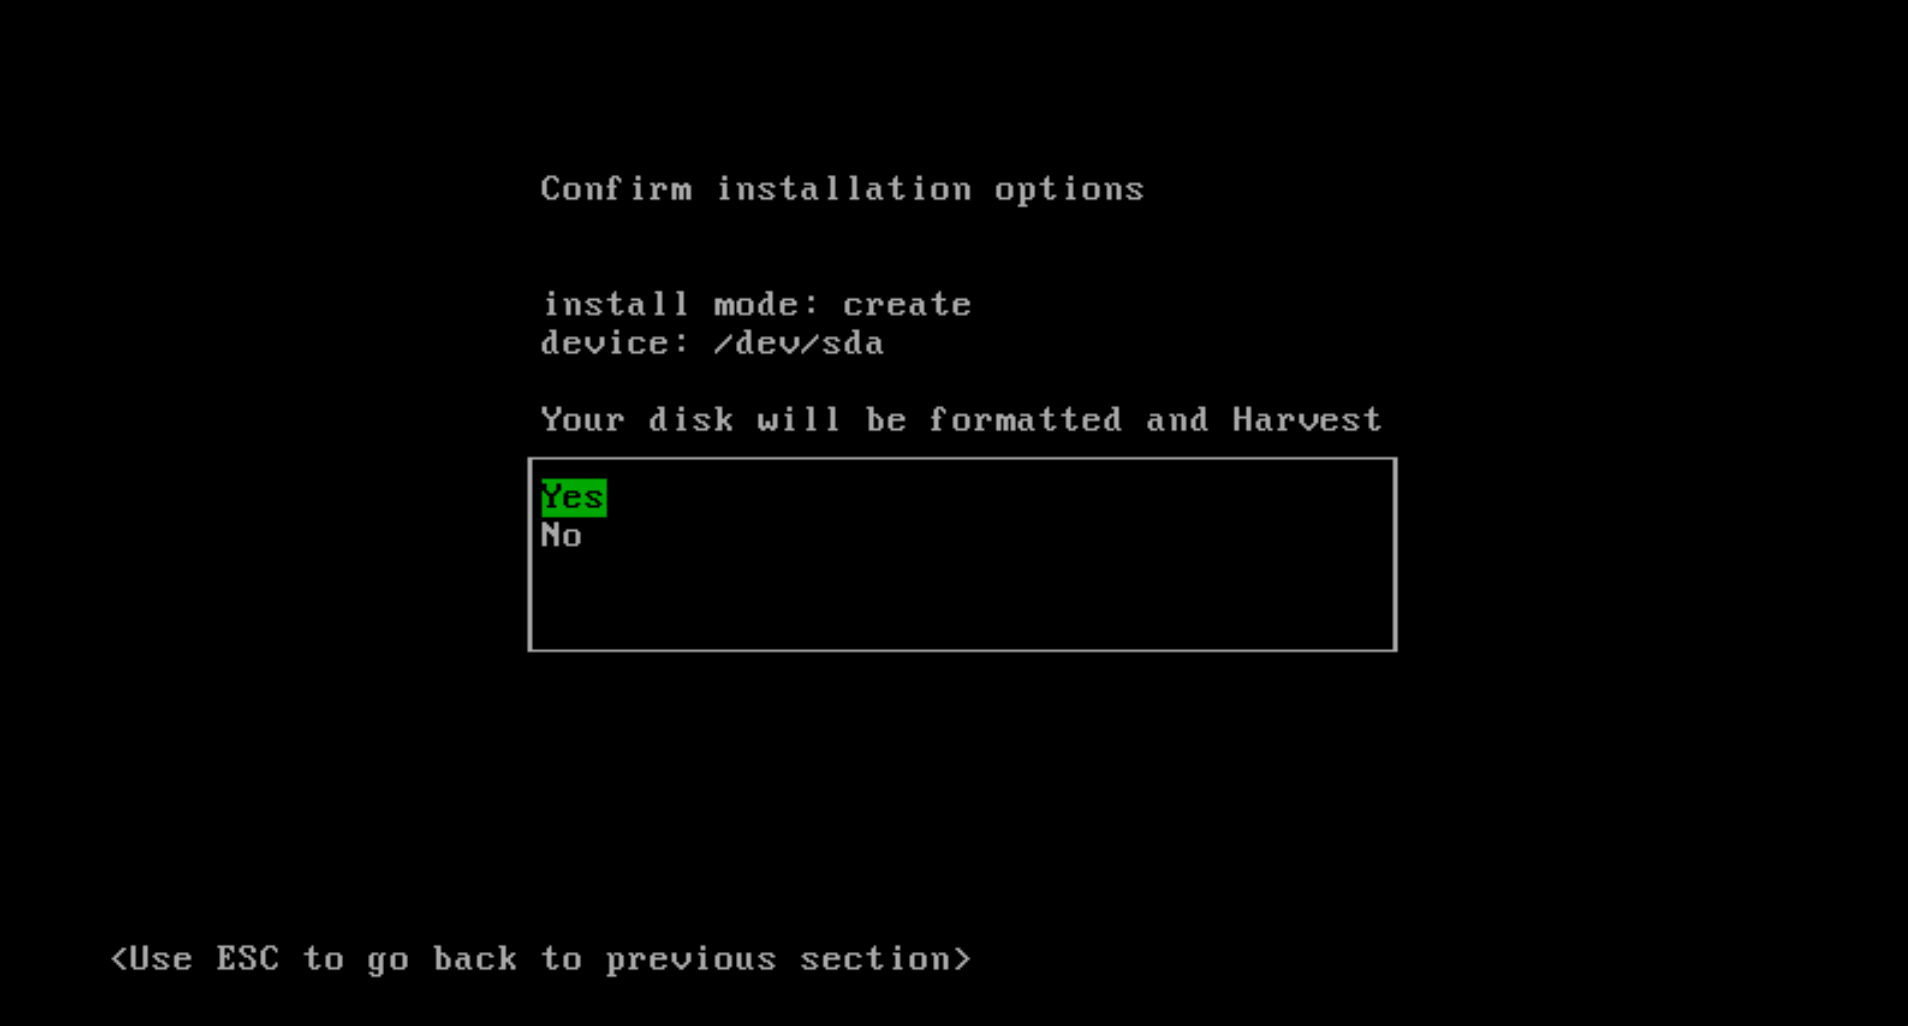 Confirm installation options
install mode: create
device: /dev/sda
Your disk will be formatted and Harvest
Yes
No
<Use ESC to go back to previous section>